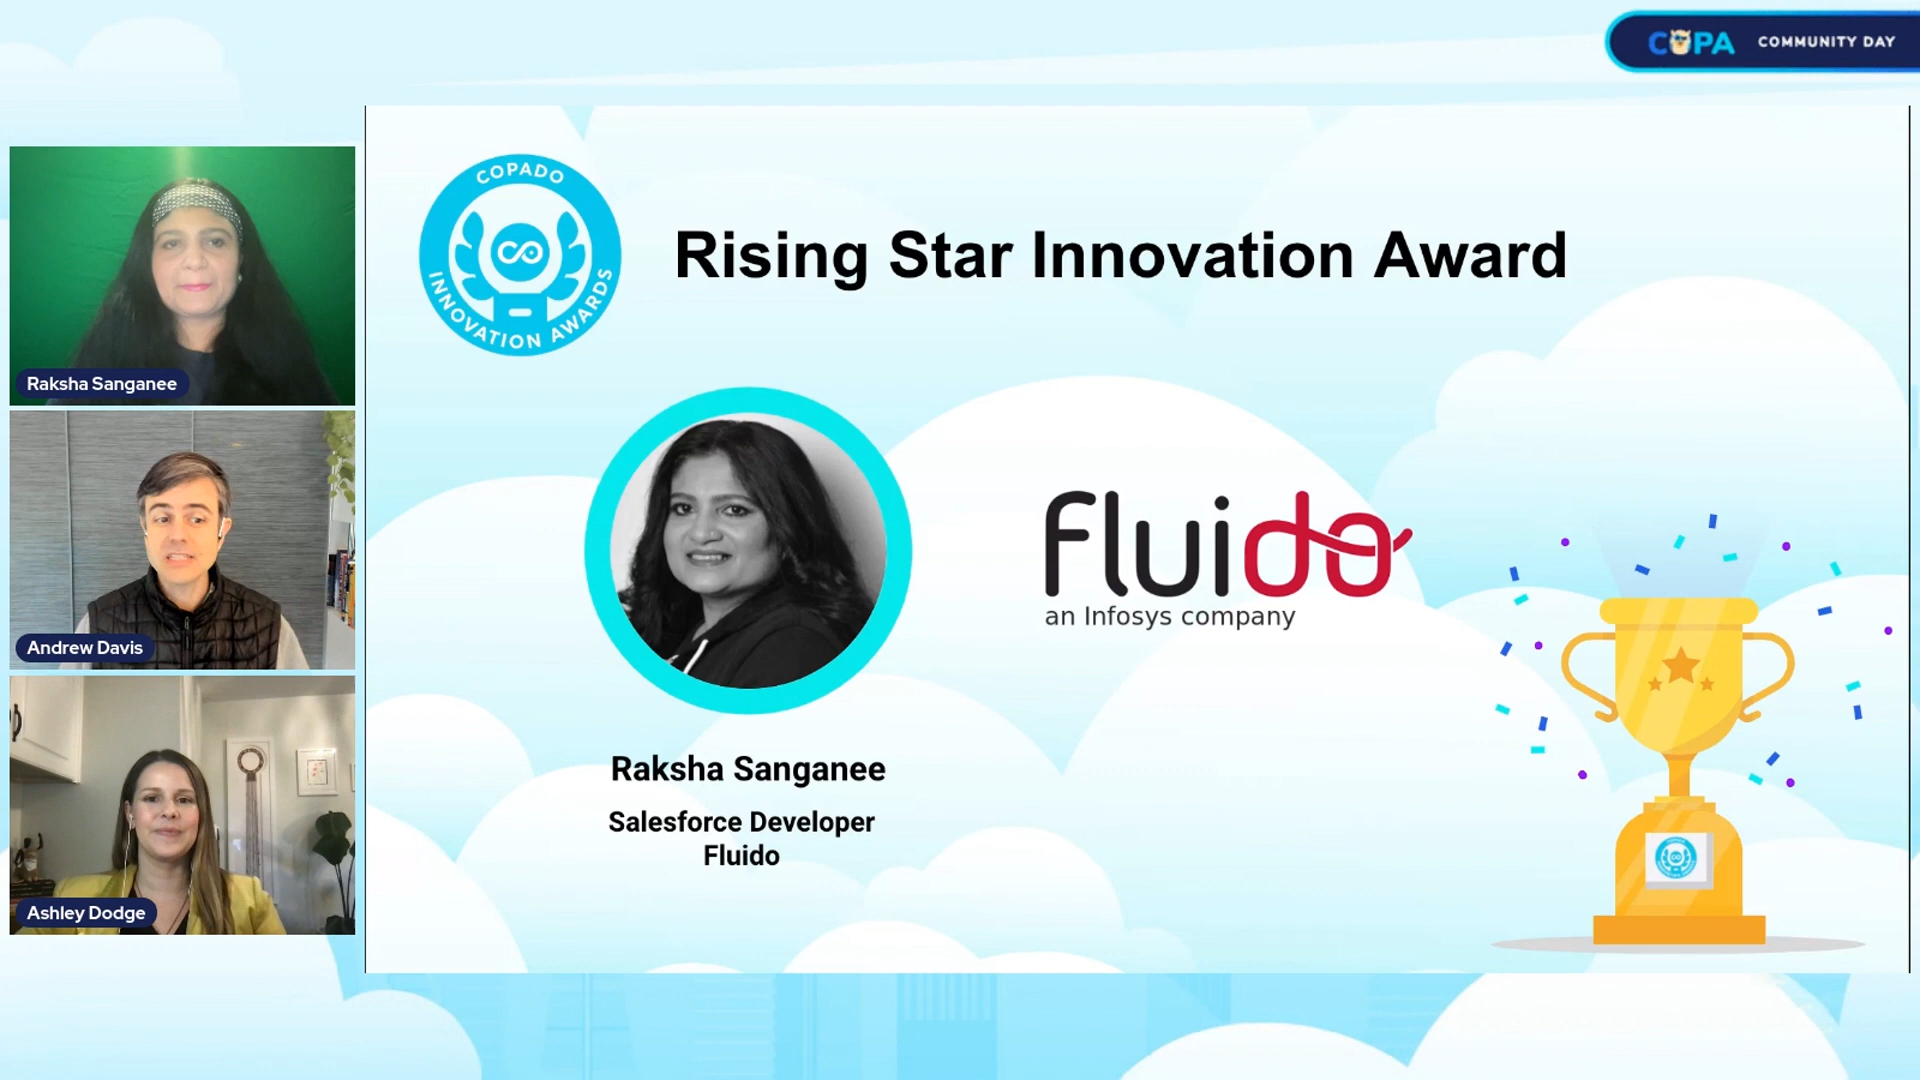 COPA COMMUNITY DAY
COPADO
INNOVATION AWARDS
Rising Star Innovation Award
Raksha Sanganee
Andrew Davis
Ashley Dodge
fluido
an Infosys company
Raksha Sanganee
Salesforce Developer
Fluido